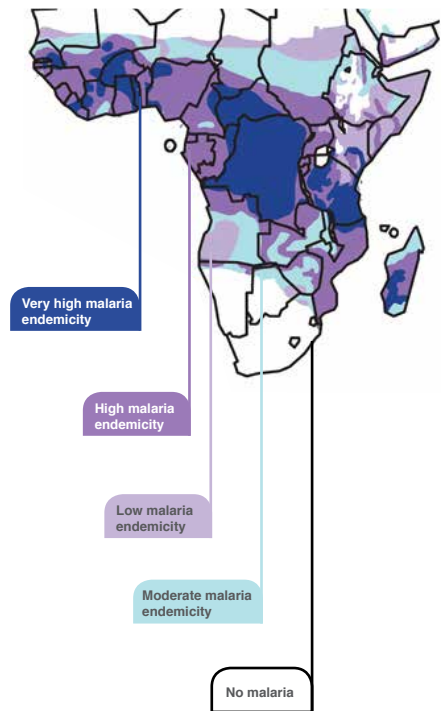 Very high malaria
endemicity
High malaria
endemicity
Low malaria
endemicity
Moderate malaria
endemicity
No malaria